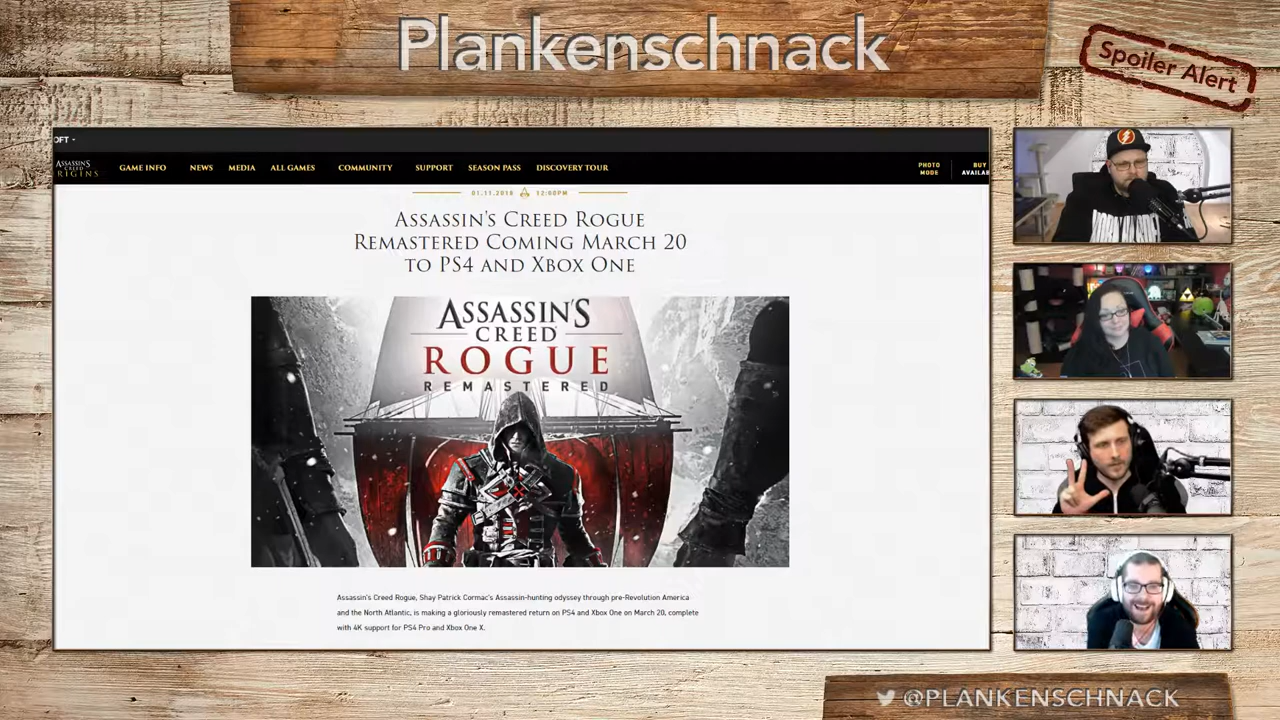 Plankenschnack
Spoiler Alert
OFT
ASSASSIN'S CREED
GAME INFO NEWS MEDIA ALL GAMES COMMUNITY SUPPORT SEASON PASS DISCOVERY TOUR
PHOTO MODE
BUY
01.11.2018 12:00PM
ASSASSIN'S CREED ROGUE
REMASTERED COMING MARCH 20
TO PS4 AND XBOX ONE
ASSASSIN'S
CREED
ROGUE
REMASTERED
Assassin's Creed Rogue, Shay Patrick Cormac's Assassin-hunting odyssey through pre-Revolution America
and the North Atlantic, is making a gloriously remastered return on PS4 and Xbox One on March 20, complete
with 4K support for PS4 Pro and Xbox One X.
@PLANKENSCHNACK